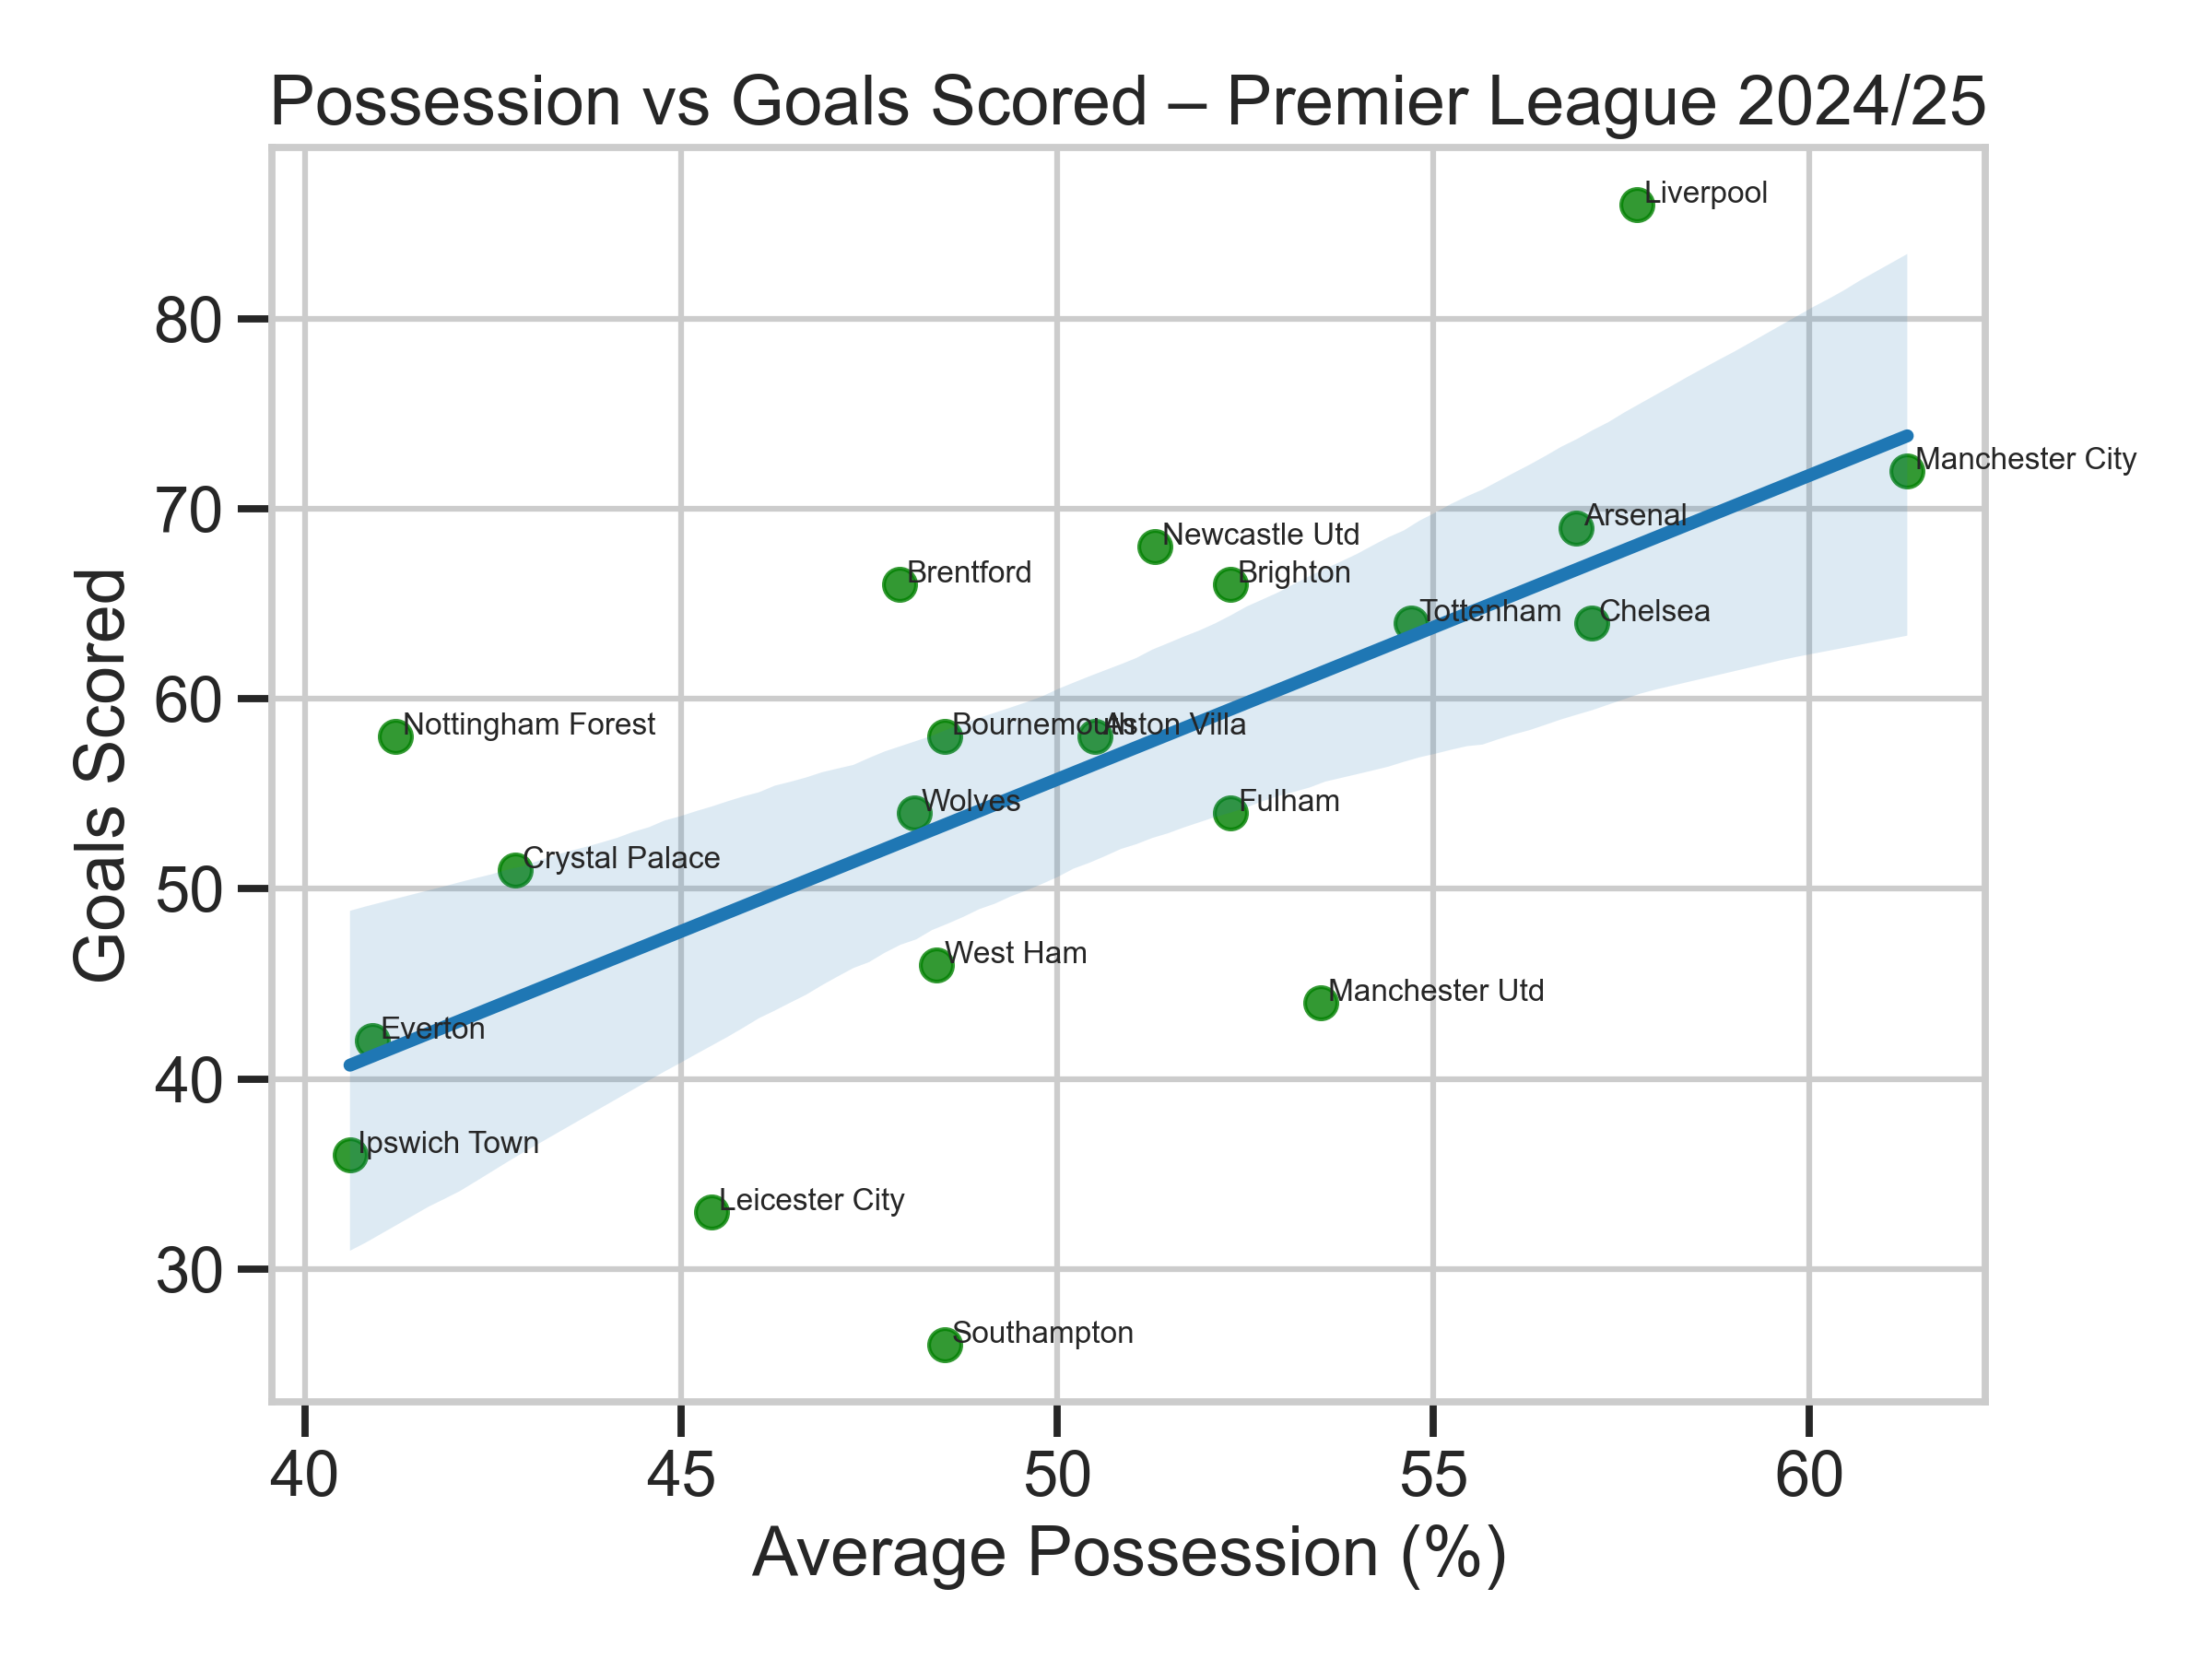 Possession vs Goals Scored – Premier League 2024/25
Liverpool
80
Manchester City
70
Arsenal
Newcastle Utd
Brentford
Brighton
Tottenham
Chelsea
60
Nottingham Forest
Bournemouth
Aston Villa
Wolves
Fulham
Crystal Palace
50
West Ham
Manchester Utd
Everton
40
Ipswich Town
Leicester City
30
Southampton
Goals Scored
40 45 50 55 60
Average Possession (%)